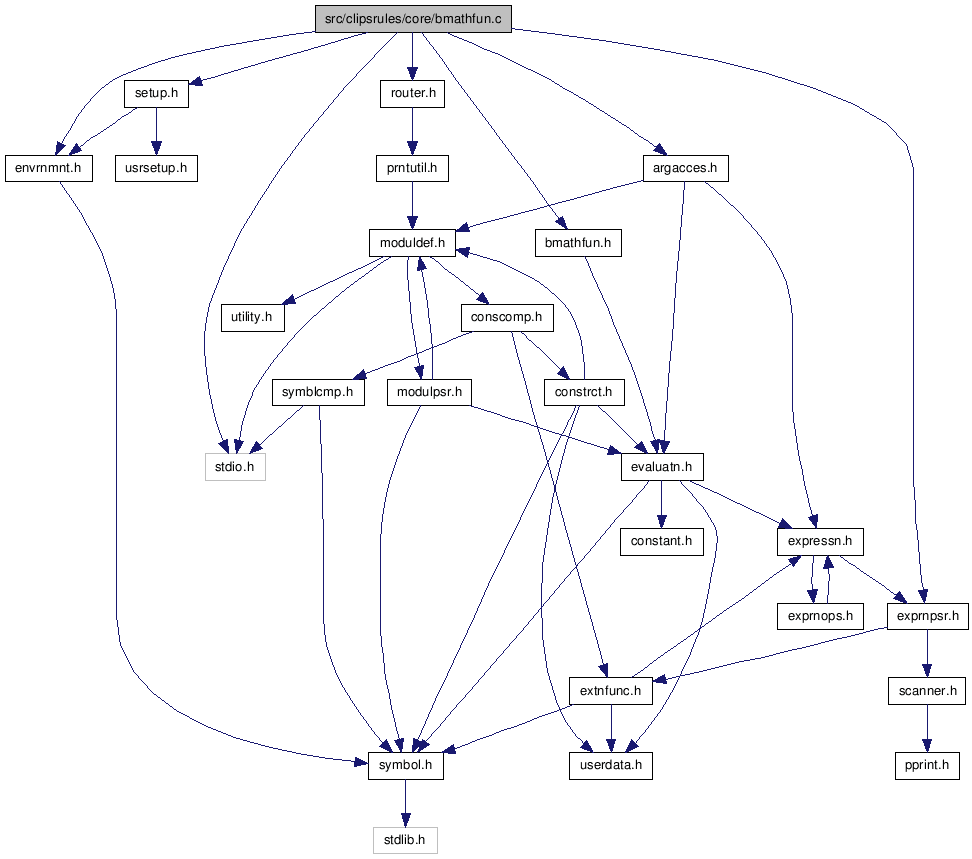 src/clipsrules/core/bmathfun.c
setup.h
router.h
envrnmnt.h
usrsetup.h
prntutil.h
argacces.h
moduldef.h
bmathfun.h
utility.h
conscomp.h
symblcmp.h
modulpsr.h
constrct.h
stdio.h
evaluatn.h
constant.h
expressn.h
exprnops.h
exprnpsr.h
extnfunc.h
scanner.h
symbol.h
userdata.h
pprint.h
stdlib.h